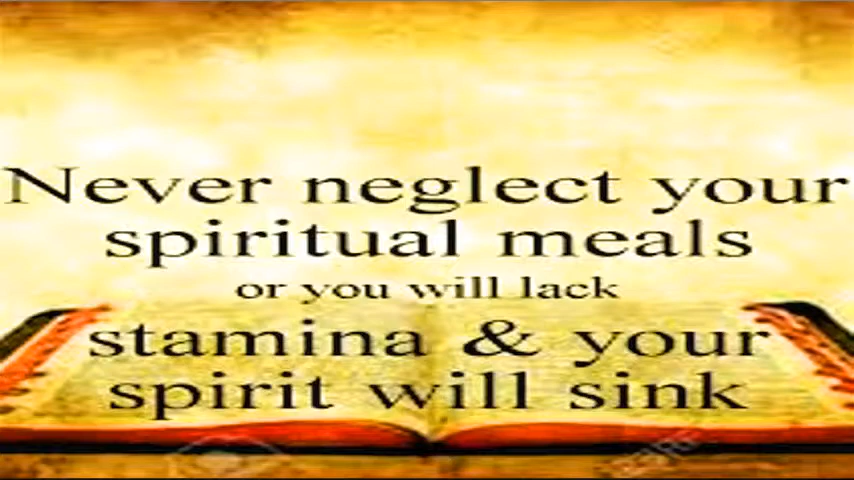 Never neglect your
spiritual meals
or you will lack
stamina & your
spirit will sink